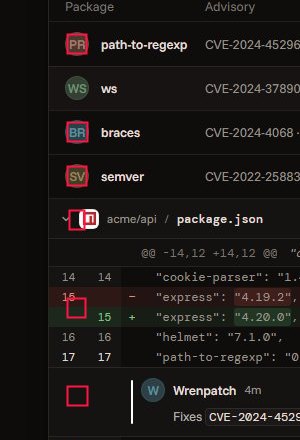 Package Advisory
PR path-to-regexp CVE-2024-45296
WS ws CVE-2024-37890
BR braces CVE-2024-4068 ·
SV semver CVE-2022-25883
acme/api / package.json
@@ -14,12 +14,12 @@
14 14 "cookie-parser": "1.
15 − "express": "4.19.2",
15 + "express": "4.20.0",
16 16 "helmet": "7.1.0",
17 17 "path-to-regexp": "0
W Wrenpatch 4m
Fixes CVE-2024-4529